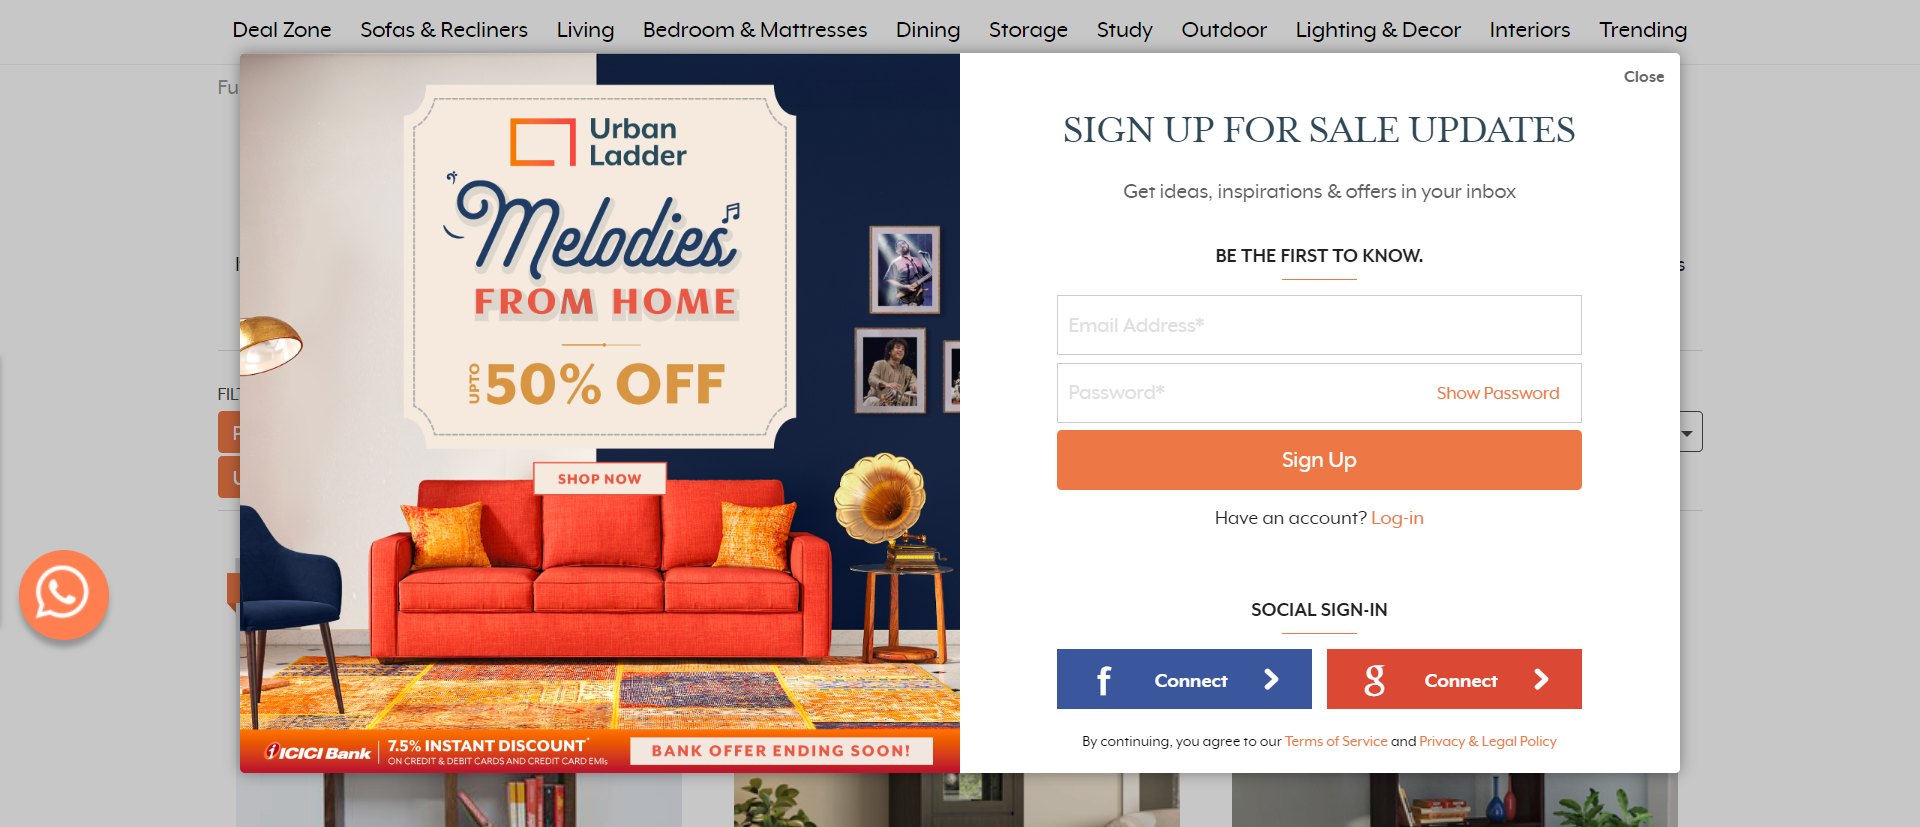 Deal Zone Sofas & Recliners Living Bedroom & Mattresses Dining Storage Study Outdoor Lighting & Decor Interiors Trending
Close
Urban
Ladder
Melodies
FROM HOME
UPTO 50% OFF
SHOP NOW
ICICI Bank
7.5% INSTANT DISCOUNT*
ON CREDIT & DEBIT CARDS AND CREDIT CARD EMIs
BANK OFFER ENDING SOON!
SIGN UP FOR SALE UPDATES
Get ideas, inspirations & offers in your inbox
BE THE FIRST TO KNOW.
Email Address*
Password* Show Password
Sign Up
Have an account? Log-in
SOCIAL SIGN-IN
f Connect
g Connect
By continuing, you agree to our Terms of Service and Privacy & Legal Policy